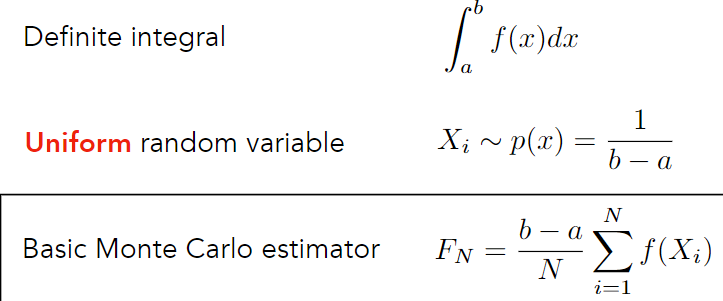 Definite integral ∫_a^b f(x)dx
Uniform random variable X_i ∼ p(x) = 1/(b − a)
Basic Monte Carlo estimator F_N = (b − a)/N ∑_{i=1}^{N} f(X_i)